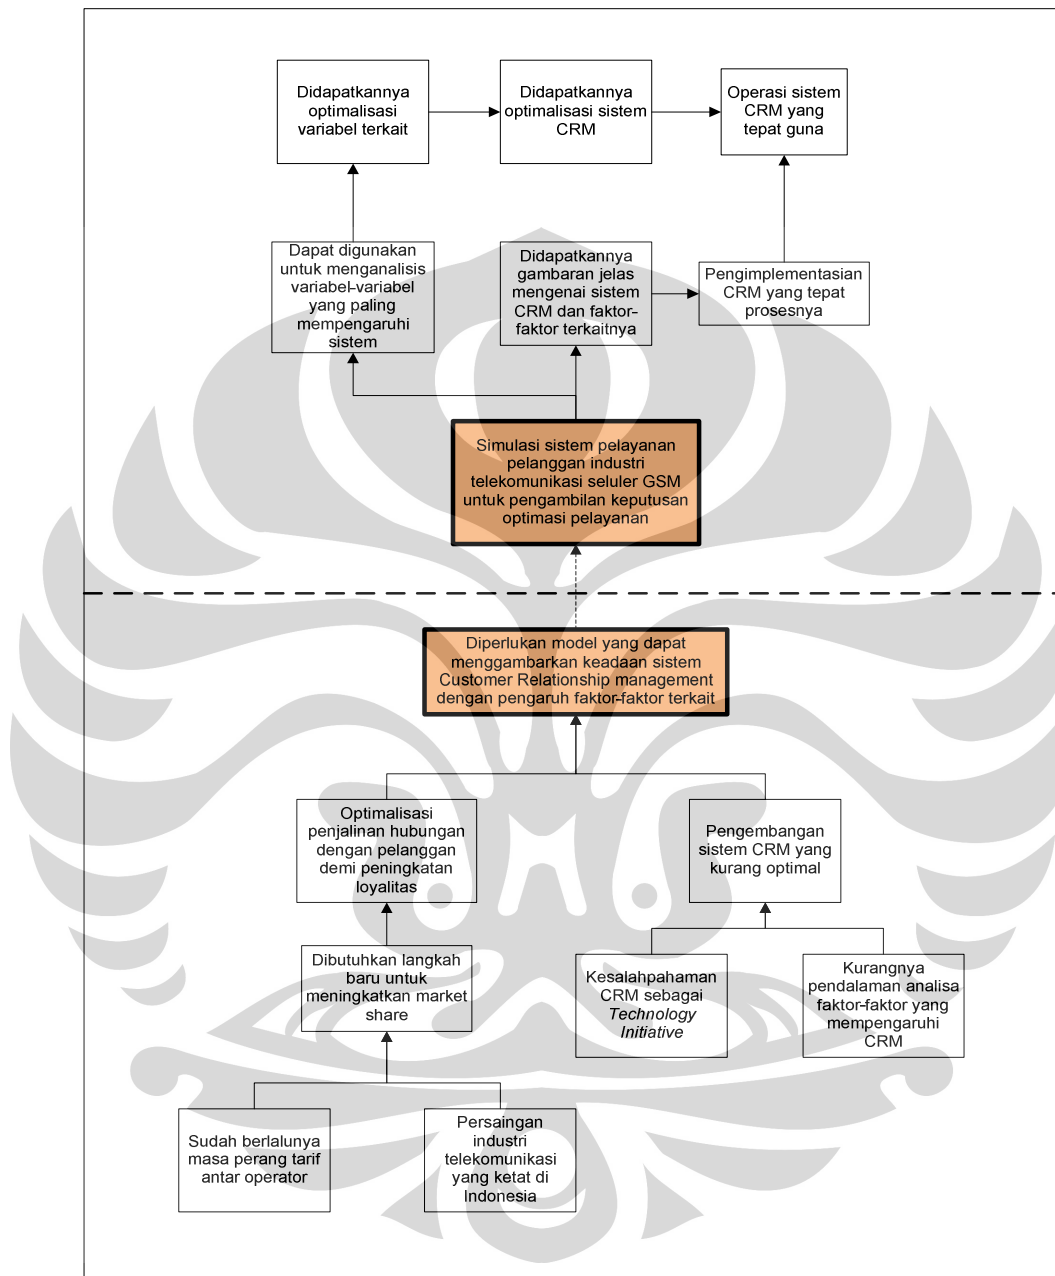 Didapatkannya
optimalisasi
variabel terkait
Didapatkannya
optimalisasi sistem
CRM
Operasi sistem
CRM yang
tepat guna
Dapat digunakan
untuk menganalisis
variabel-variabel
yang paling
mempengaruhi
sistem
Didapatkannya
gambaran jelas
mengenai sistem
CRM dan faktor-
faktor terkaitnya
Pengimplementasian
CRM yang tepat
prosesnya
Simulasi sistem pelayanan
pelanggan industri
telekomunikasi seluler GSM
untuk pengambilan keputusan
optimasi pelayanan
Diperlukan model yang dapat
menggambarkan keadaan sistem
Customer Relationship management
dengan pengaruh faktor-faktor terkait
Optimalisasi
penjalinan hubungan
dengan pelanggan
demi peningkatan
loyalitas
Pengembangan
sistem CRM yang
kurang optimal
Dibutuhkan langkah
baru untuk
meningkatkan market
share
Kesalahpahaman
CRM sebagai
Technology
Initiative
Kurangnya
pendalaman analisa
faktor-faktor yang
mempengaruhi
CRM
Sudah berlalunya
masa perang tarif
antar operator
Persaingan
industri
telekomunikasi
yang ketat di
Indonesia